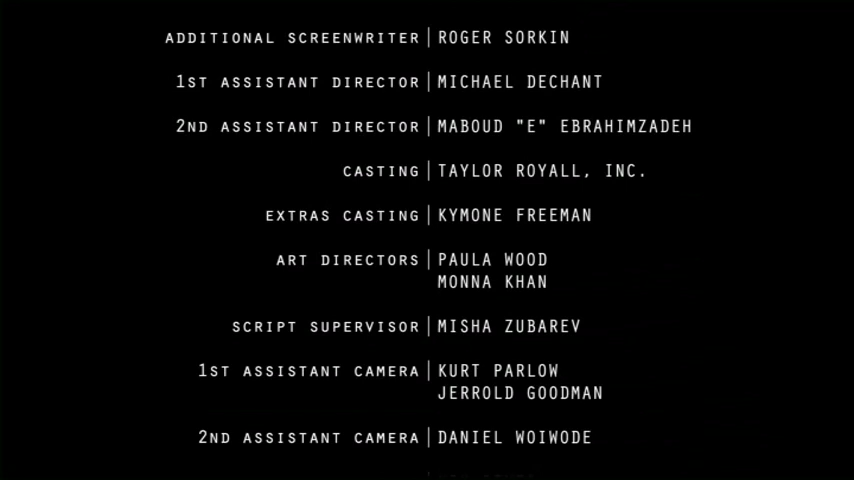 ADDITIONAL SCREENWRITER | ROGER SORKIN
1ST ASSISTANT DIRECTOR | MICHAEL DECHANT
2ND ASSISTANT DIRECTOR | MABOUD "E" EBRAHIMZADEH
CASTING | TAYLOR ROYALL, INC.
EXTRAS CASTING | KYMONE FREEMAN
ART DIRECTORS | PAULA WOOD
MONNA KHAN
SCRIPT SUPERVISOR | MISHA ZUBAREV
1ST ASSISTANT CAMERA | KURT PARLOW
JERROLD GOODMAN
2ND ASSISTANT CAMERA | DANIEL WOIWODE